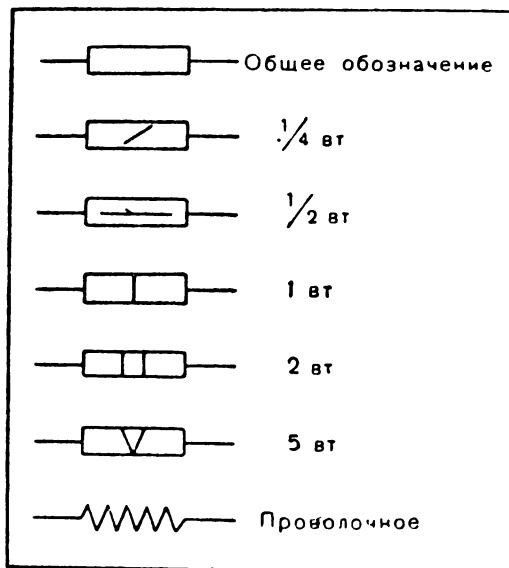 Общее обозначение
1/4 вт
1/2 вт
1 вт
2 вт
5 вт
Проволочное